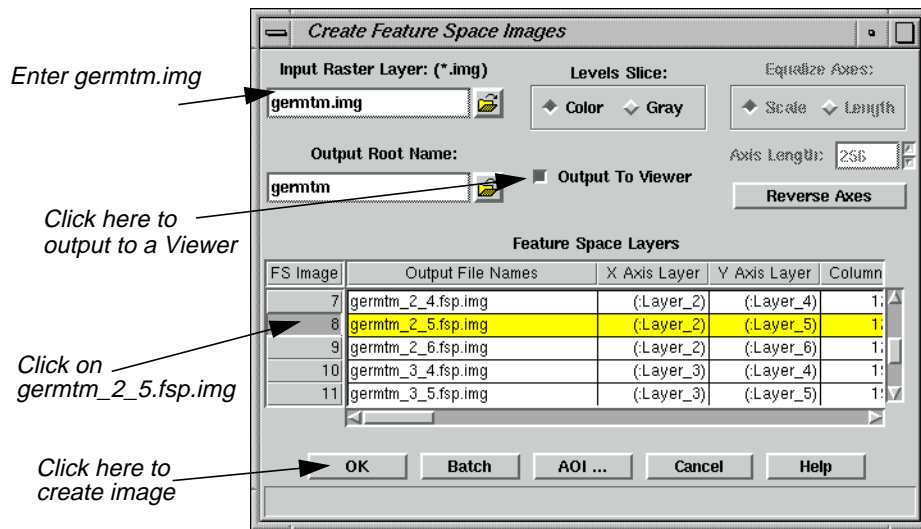 Create Feature Space Images
Enter germtm.img
Input Raster Layer: (*.img)
Levels Slice:
Equalize Axes:
germtm.img
Color
Gray
Scale
Length
Output Root Name:
Axis Length: 256
germtm
Output To Viewer
Reverse Axes
Click here to
output to a Viewer
Feature Space Layers
FS Image Output File Names X Axis Layer Y Axis Layer Column
7 germtm_2_4.fsp.img (:Layer_2) (:Layer_4)
8 germtm_2_5.fsp.img (:Layer_2) (:Layer_5)
9 germtm_2_6.fsp.img (:Layer_2) (:Layer_6)
10 germtm_3_4.fsp.img (:Layer_3) (:Layer_4)
11 germtm_3_5.fsp.img (:Layer_3) (:Layer_5)
Click on
germtm_2_5.fsp.img
Click here to
create image
OK Batch AOI ... Cancel Help